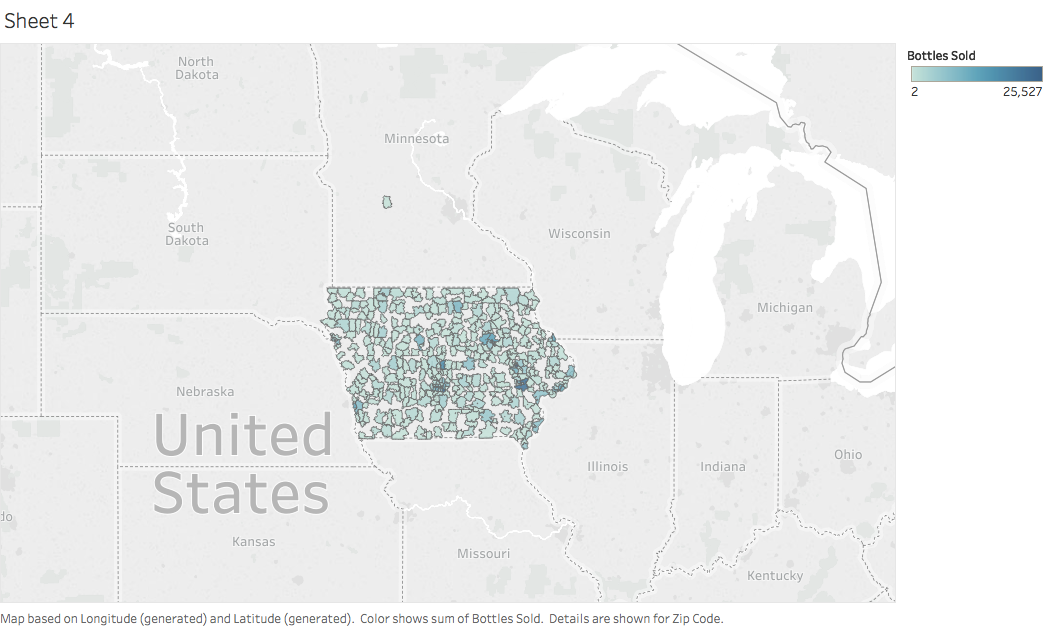 Sheet 4
Bottles Sold
2
25,527
North
Dakota
Minnesota
South
Dakota
Wisconsin
Michigan
Nebraska
United
States
Illinois
Indiana
Ohio
do
Kansas
Missouri
Kentucky
Map based on Longitude (generated) and Latitude (generated).  Color shows sum of Bottles Sold.  Details are shown for Zip Code.